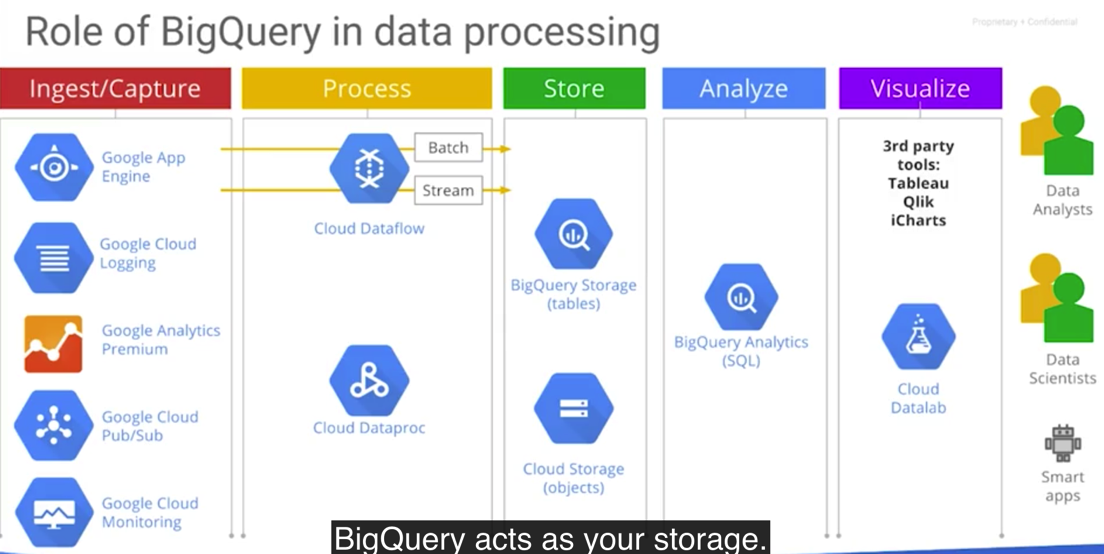 Role of BigQuery in data processing
Proprietary + Confidential
Ingest/Capture
Process
Store
Analyze
Visualize
Google App
Engine
Google Cloud
Logging
Google Analytics
Premium
Google Cloud
Pub/Sub
Google Cloud
Monitoring
Batch
Stream
Cloud Dataflow
Cloud Dataproc
BigQuery Storage
(tables)
Cloud Storage
(objects)
BigQuery Analytics
(SQL)
3rd party
tools:
Tableau
Qlik
iCharts
Cloud
Datalab
Data
Analysts
Data
Scientists
Smart
apps
BigQuery acts as your storage.